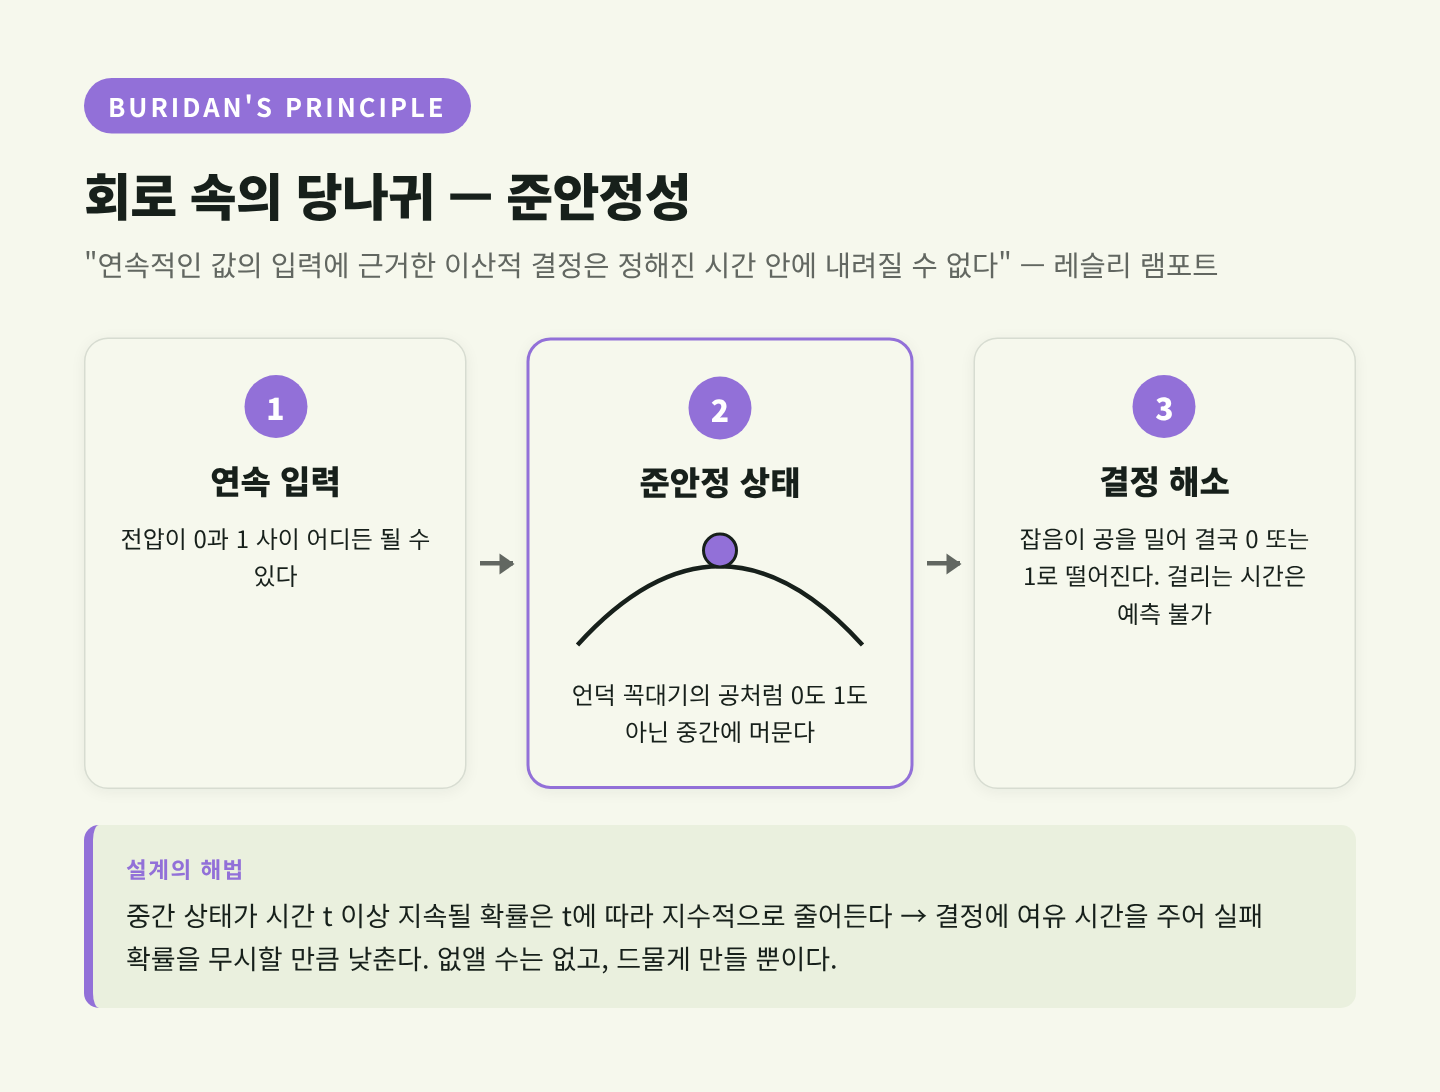 BURIDAN'S PRINCIPLE
회로 속의 당나귀 — 준안정성
"연속적인 값의 입력에 근거한 이산적 결정은 정해진 시간 안에 내려질 수 없다" — 레슬리 램포트
1
연속 입력
전압이 0과 1 사이 어디든 될 수
있다
2
준안정 상태
언덕 꼭대기의 공처럼 0도 1도
아닌 중간에 머문다
3
결정 해소
잡음이 공을 밀어 결국 0 또는
1로 떨어진다. 걸리는 시간은
예측 불가
설계의 해법
중간 상태가 시간 t 이상 지속될 확률은 t에 따라 지수적으로 줄어든다 → 결정에 여유 시간을 주어 실패
확률을 무시할 만큼 낮춘다. 없앨 수는 없고, 드물게 만들 뿐이다.